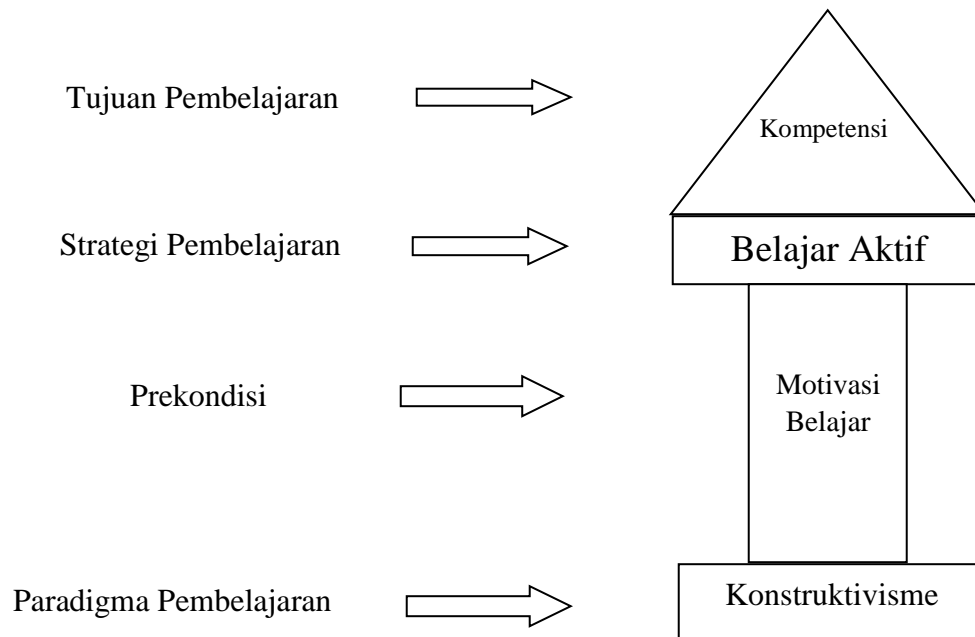 Tujuan Pembelajaran
Kompetensi
Strategi Pembelajaran
Belajar Aktif
Prekondisi
Motivasi
Belajar
Paradigma Pembelajaran
Konstruktivisme